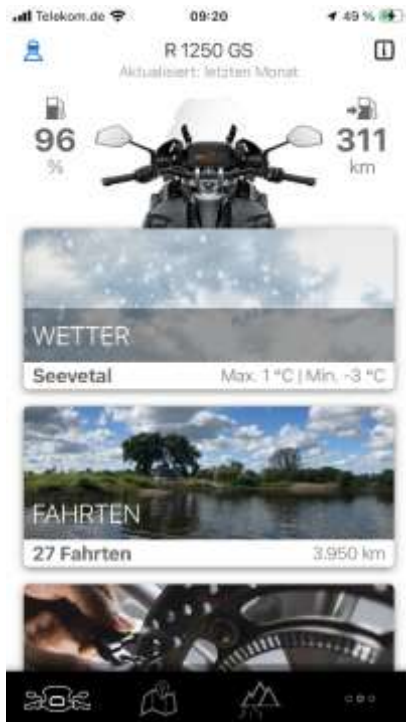 Telekom.de 09:20 49 %
R 1250 GS
Aktualisiert: letzten Monat
96 311
% km
WETTER
Seevetal Max. 1 °C | Min. -3 °C
FAHRTEN
27 Fahrten 3.950 km